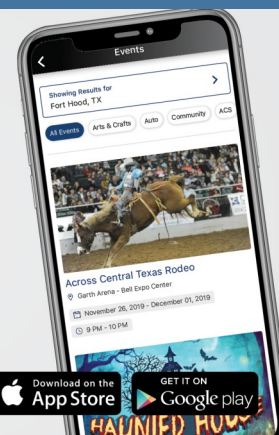 Events
Showing Results for
Fort Hood, TX
All Events
Arts & Crafts
Auto
Community
ACS
Across Central Texas Rodeo
Garth Arena - Bell Expo Center
November 26, 2019 - December 01, 2019
9 PM - 10 PM
Download on the
App Store
GET IT ON
Google play
HAUNTED HOUSE